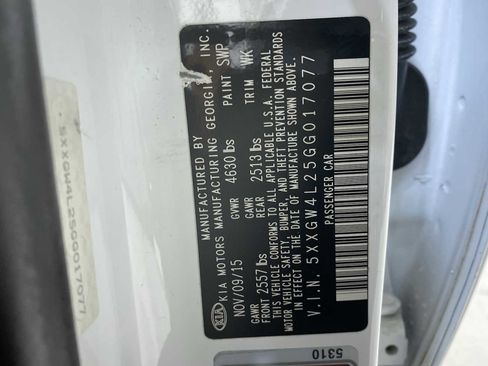 KIA MANUFACTURED BY
KIA MOTORS MANUFACTURING GEORGIA, INC.
NOV/09/15 GVWR 4630 lbs PAINT SWP
GAWR FRONT 2557 lbs GAWR REAR 2513 lbs TRIM WK
THIS VEHICLE CONFORMS TO ALL APPLICABLE U.S.A. FEDERAL
MOTOR VEHICLE SAFETY, BUMPER, AND THEFT PREVENTION STANDARDS
IN EFFECT ON THE DATE OF MANUFACTURE SHOWN ABOVE.
V.I.N. 5XXGW4L25GG017077
PASSENGER CAR
5310
5XXGW4L25GG017077